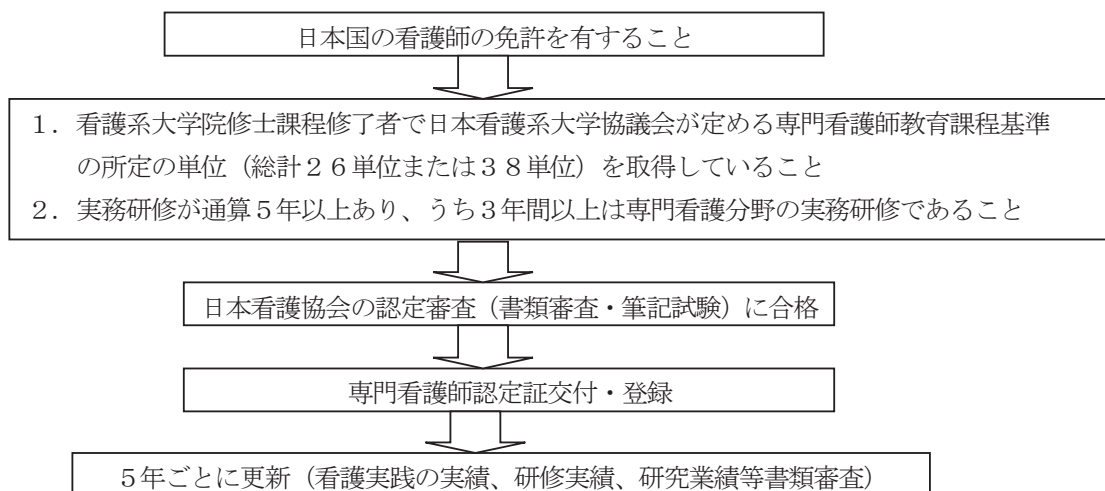 日本国の看護師の免許を有すること
１．看護系大学院修士課程修了者で日本看護系大学協議会が定める専門看護師教育課程基準
の所定の単位（総計２６単位または３８単位）を取得していること
２．実務研修が通算５年以上あり、うち３年間以上は専門看護分野の実務研修であること
日本看護協会の認定審査（書類審査・筆記試験）に合格
専門看護師認定証交付・登録
５年ごとに更新（看護実践の実績、研修実績、研究業績等書類審査）